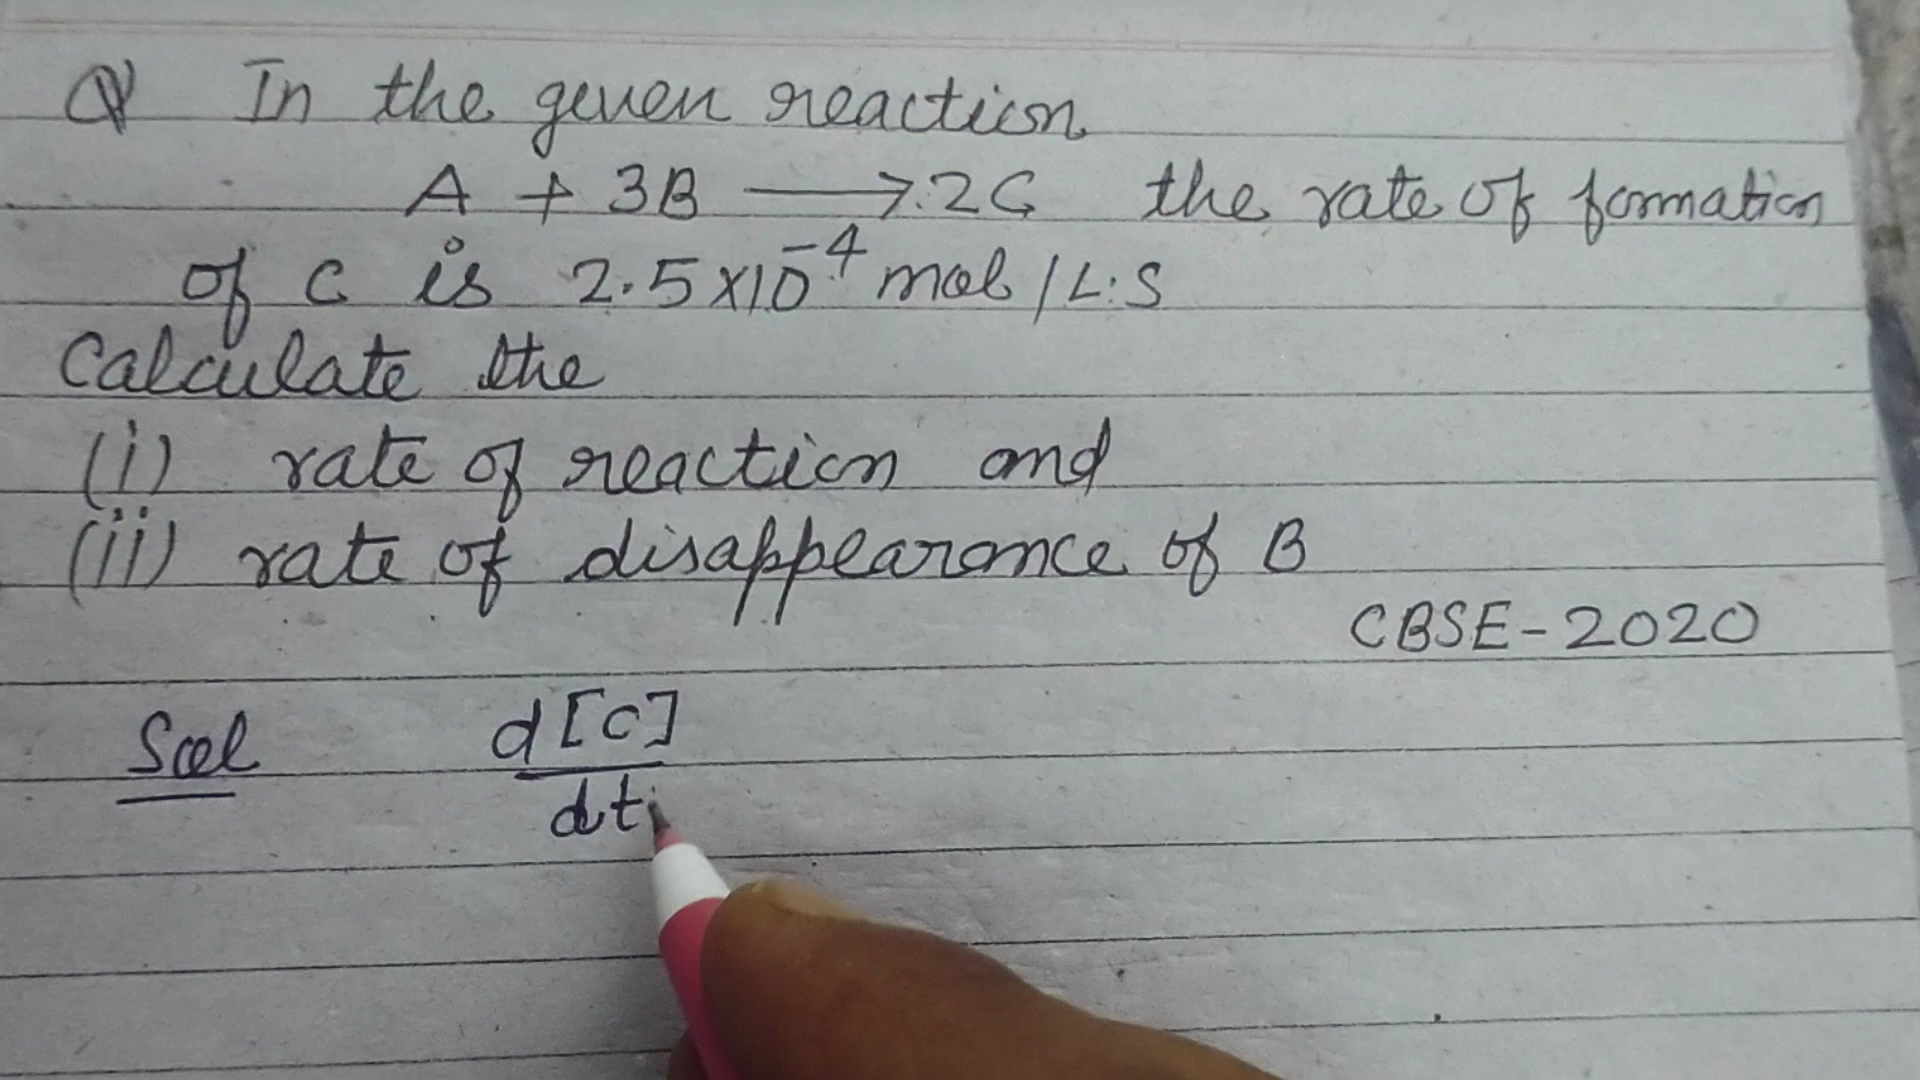 Q In the given reaction
A + 3B → 2C the rate of formation
of C is 2.5×10⁻⁴ mol/L.S
Calculate the
(i) rate of reaction and
(ii) rate of disappearance of B
CBSE-2020
Sol d[C]
dt